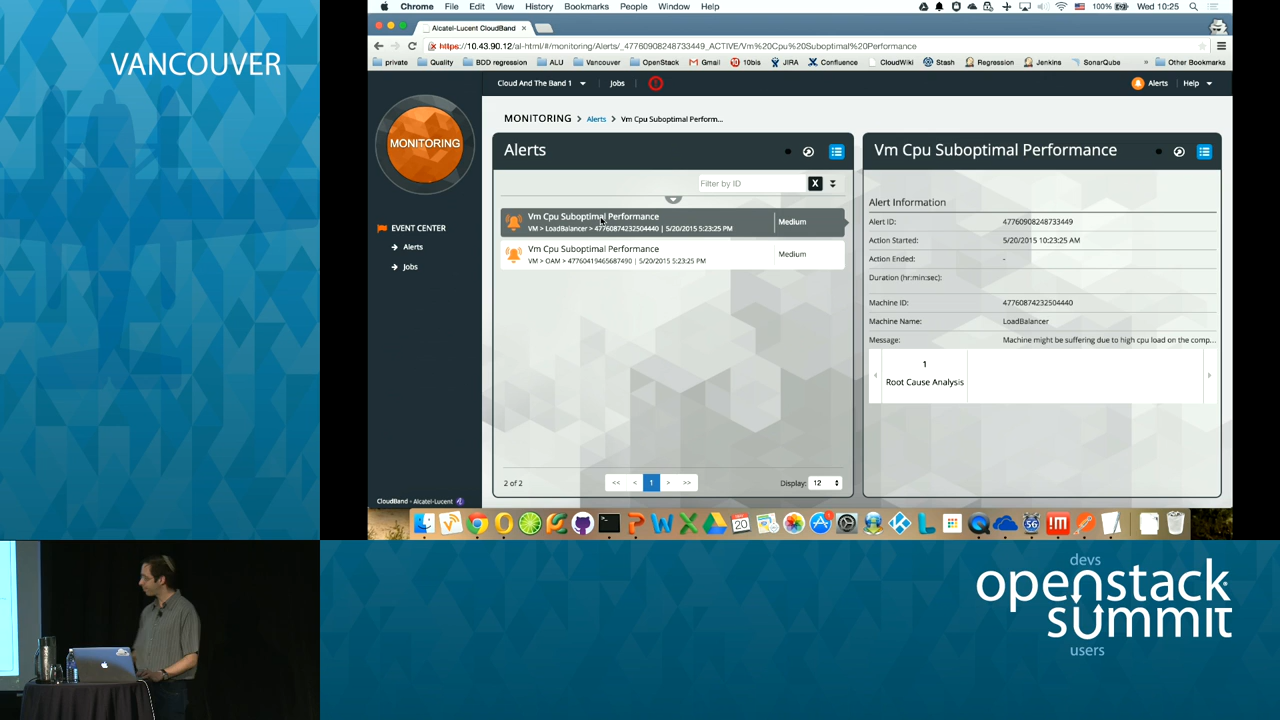 VANCOUVER
Chrome File Edit View History Bookmarks People Window Help
100%
Wed 10:25
Alcatel-Lucent CloudBand
https://10.43.90.12/al-html/#/monitoring/Alerts/_47760908248733449_ACTIVE/Vm%20Cpu%20Suboptimal%20Performance
private Quality BDD regression ALU Vancouver OpenStack Gmail 10bis JIRA Confluence CloudWiki Stash Regression Jenkins SonarQube » Other Bookmarks
Cloud And The Band 1 Jobs
Alerts Help
MONITORING
MONITORING > Alerts > Vm Cpu Suboptimal Perform...
EVENT CENTER
Alerts
Jobs
CloudBand - Alcatel-Lucent
Alerts
Filter by ID
X
Vm Cpu Suboptimal Performance
VM > LoadBalancer > 47760874232504440 | 5/20/2015 5:23:25 PM
Medium
Vm Cpu Suboptimal Performance
VM > OAM > 47760419465687490 | 5/20/2015 5:23:25 PM
Medium
2 of 2
<< < 1 > >>
Display: 12
Vm Cpu Suboptimal Performance
Alert Information
Alert ID: 47760908248733449
Action Started: 5/20/2015 10:23:25 AM
Action Ended: -
Duration (hr:min:sec):
Machine ID: 47760874232504440
Machine Name: LoadBalancer
Message: Machine might be suffering due to high cpu load on the comp...
1
Root Cause Analysis
20
56
devs
openstack
summit
users